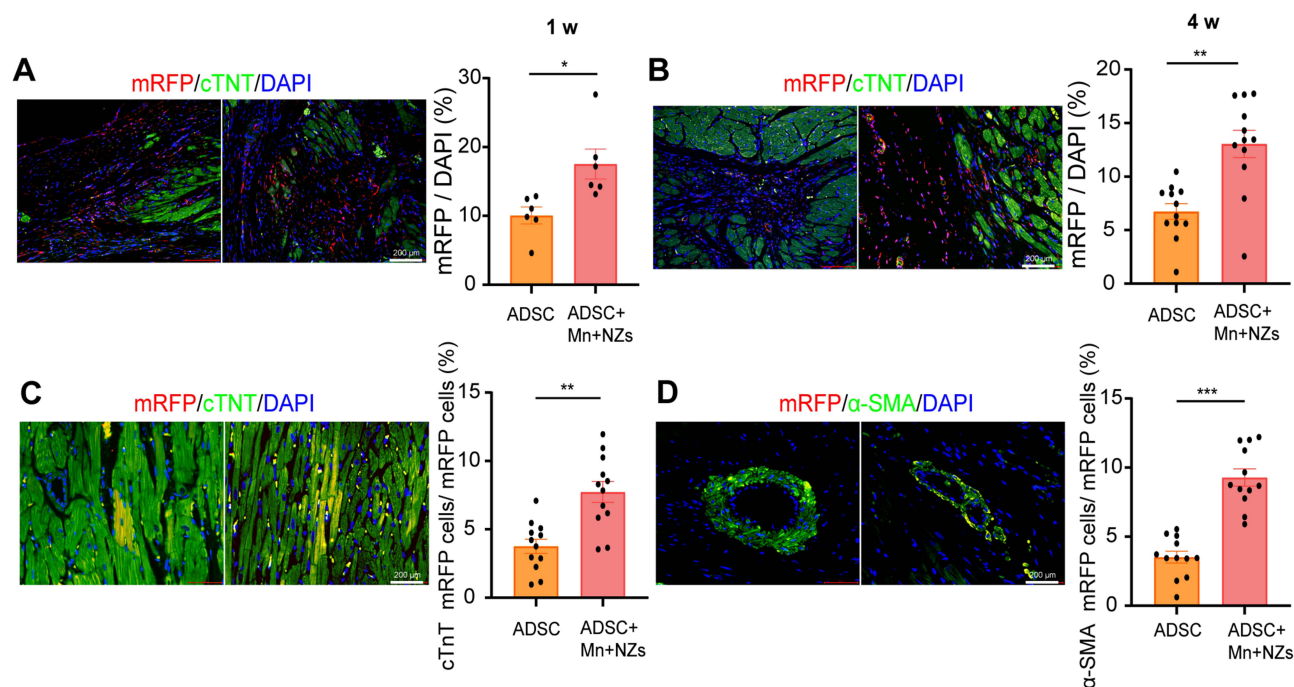 1 w
4 w
A
mRFP/cTNT/DAPI
200 µm
mRFP / DAPI (%)
30
20
10
0
*
ADSC
ADSC+
Mn+NZs
B
mRFP/cTNT/DAPI
200 µm
mRFP / DAPI (%)
20
15
10
5
0
**
ADSC
ADSC+
Mn+NZs
C
mRFP/cTNT/DAPI
200 µm
cTnT mRFP cells/ mRFP cells (%)
15
10
5
0
**
ADSC
ADSC+
Mn+NZs
D
mRFP/α-SMA/DAPI
200 µm
α-SMA mRFP cells/ mRFP cells (%)
15
10
5
0
***
ADSC
ADSC+
Mn+NZs